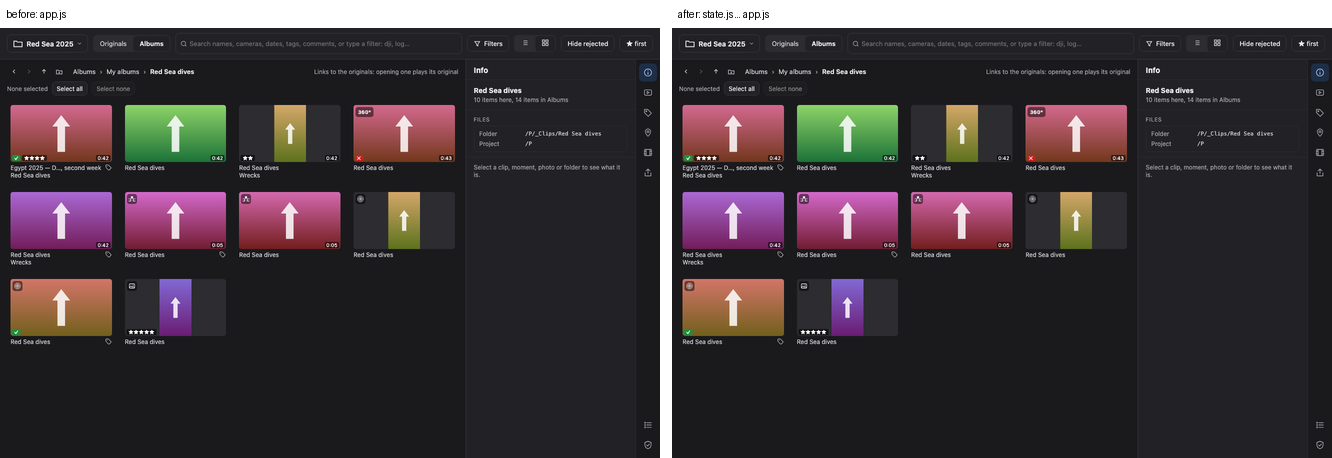 before: app.js
Red Sea 2025
Originals
Albums
Search names, cameras, dates, tags, comments, or type a filter: dji, log...
Filters
Hide rejected
★ first
Albums › My albums › Red Sea dives
Links to the originals: opening one plays its original
None selected
Select all
Select none
0:42
0:42
0:42
360°
0:43
Egypt 2025 — D..., second week
Red Sea dives
Red Sea dives
Red Sea dives
Wrecks
Red Sea dives
0:42
0:05
0:05
Red Sea dives
Wrecks
Red Sea dives
Red Sea dives
Red Sea dives
Red Sea dives
Red Sea dives
Info
Red Sea dives
10 items here, 14 items in Albums
FILES
Folder /P/_Clips/Red Sea dives
Project /P
Select a clip, moment, photo or folder to see what it
is.
after: state.js... app.js
Red Sea 2025
Originals
Albums
Search names, cameras, dates, tags, comments, or type a filter: dji, log...
Filters
Hide rejected
★ first
Albums › My albums › Red Sea dives
Links to the originals: opening one plays its original
None selected
Select all
Select none
0:42
0:42
0:42
360°
0:43
Egypt 2025 — D..., second week
Red Sea dives
Red Sea dives
Red Sea dives
Wrecks
Red Sea dives
0:42
0:05
0:05
Red Sea dives
Wrecks
Red Sea dives
Red Sea dives
Red Sea dives
Red Sea dives
Red Sea dives
Info
Red Sea dives
10 items here, 14 items in Albums
FILES
Folder /P/_Clips/Red Sea dives
Project /P
Select a clip, moment, photo or folder to see what it
is.